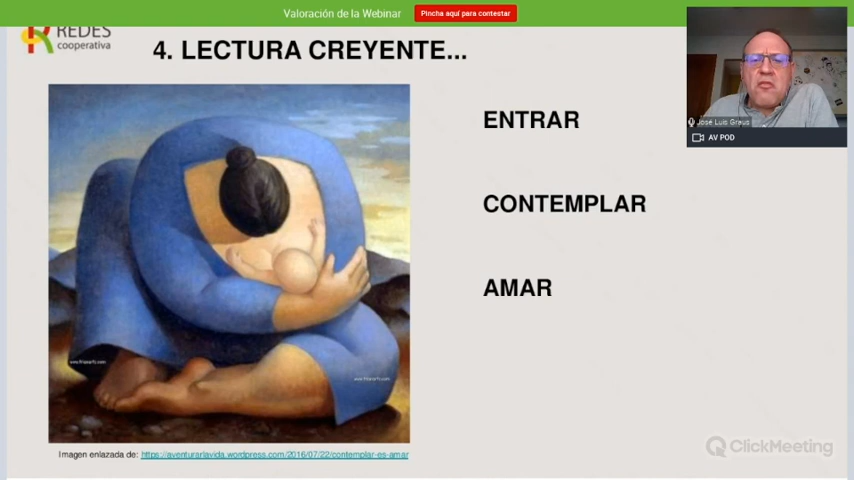 Valoración de la Webinar
Pincha aquí para contestar
REDES
cooperativa
4. LECTURA CREYENTE...
José Luis Graus
AV POD
ENTRAR
CONTEMPLAR
AMAR
Imagen enlazada de: https://aventurarlavida.wordpress.com/2016/07/22/contemplar-es-amar
ClickMeeting